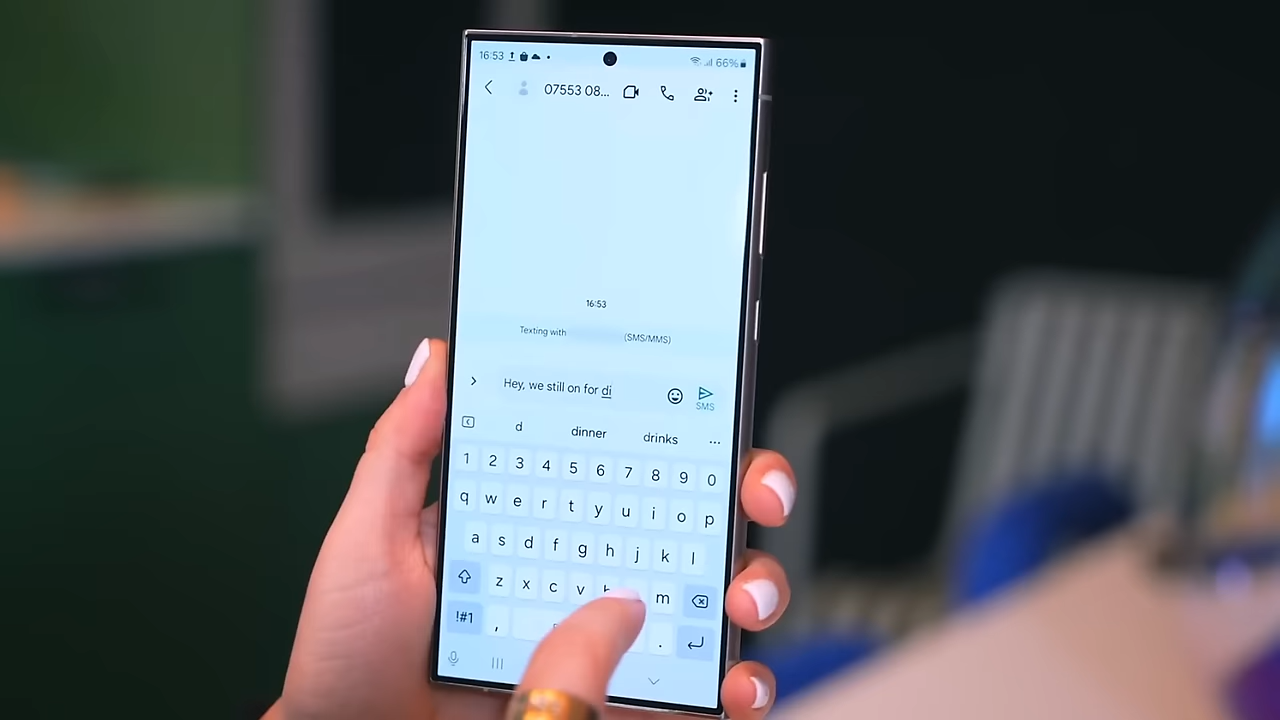 16:53 66%
07553 08...
16:53
Texting with (SMS/MMS)
Hey, we still on for di
SMS
d dinner drinks ...
1 2 3 4 5 6 7 8 9 0
q w e r t y u i o p
a s d f g h j k l
z x c v m
!#1 , .